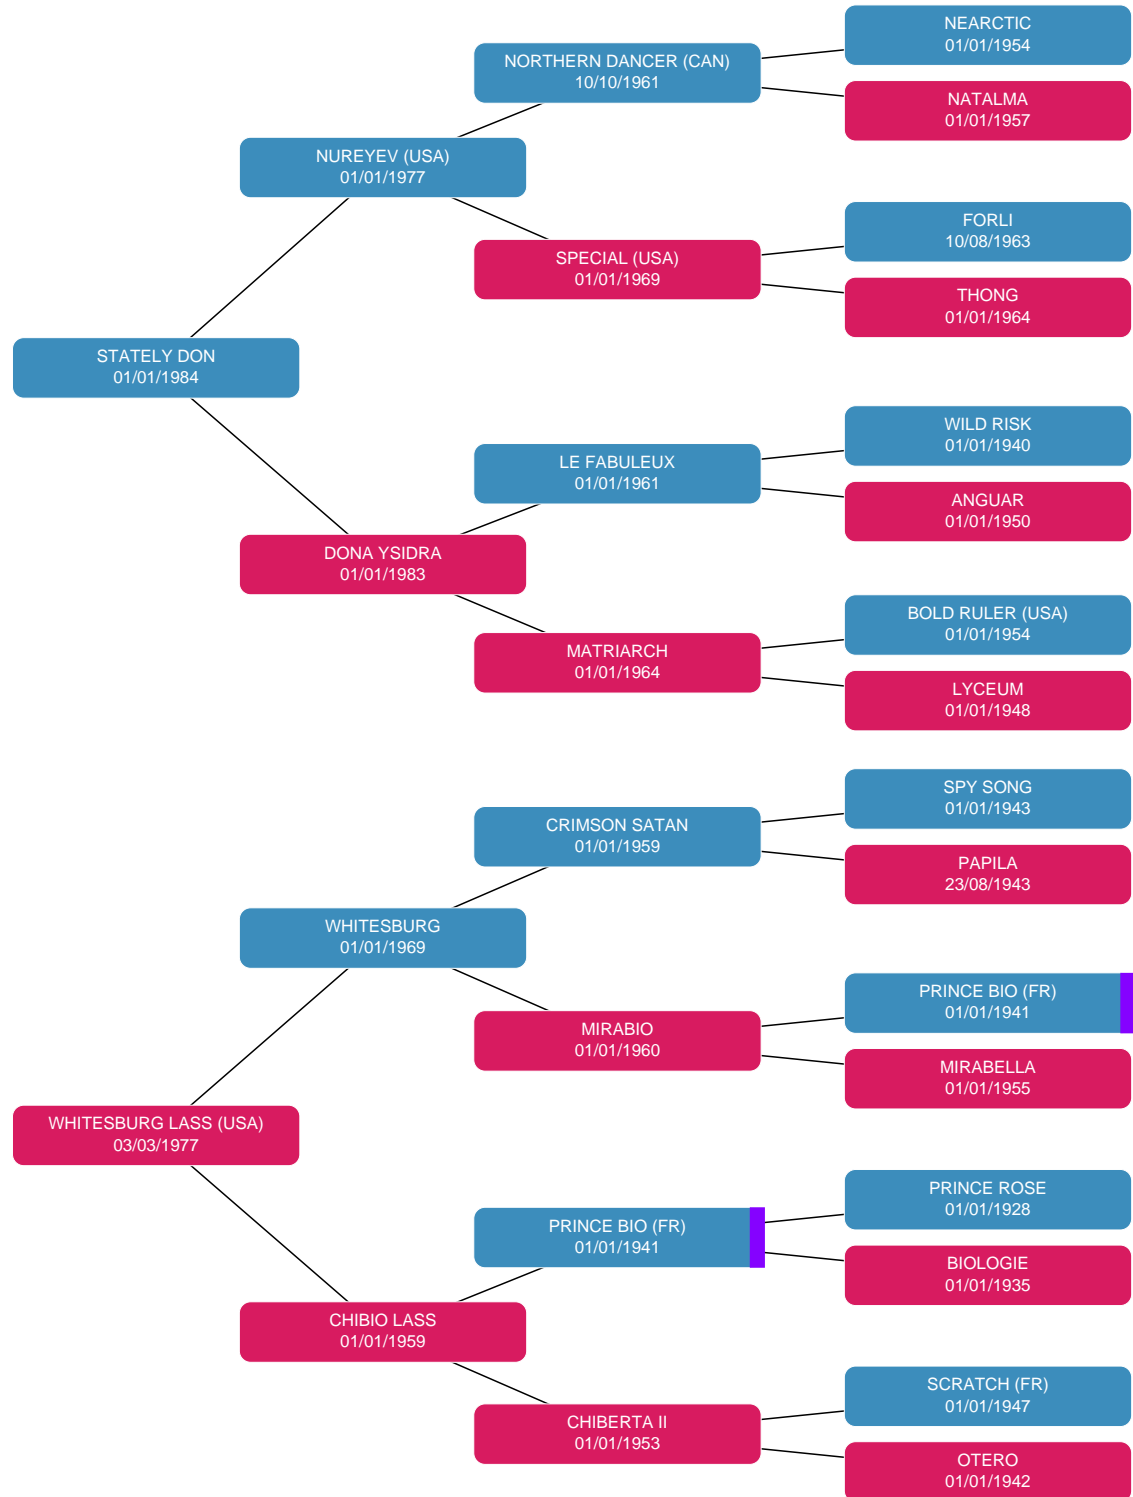 NEARCTIC
01/01/1954
NORTHERN DANCER (CAN)
10/10/1961
NATALMA
01/01/1957
NUREYEV (USA)
01/01/1977
FORLI
10/08/1963
SPECIAL (USA)
01/01/1969
THONG
01/01/1964
STATELY DON
01/01/1984
WILD RISK
01/01/1940
LE FABULEUX
01/01/1961
ANGUAR
01/01/1950
DONA YSIDRA
01/01/1983
BOLD RULER (USA)
01/01/1954
MATRIARCH
01/01/1964
LYCEUM
01/01/1948
SPY SONG
01/01/1943
CRIMSON SATAN
01/01/1959
PAPILA
23/08/1943
WHITESBURG
01/01/1969
PRINCE BIO (FR)
01/01/1941
MIRABIO
01/01/1960
MIRABELLA
01/01/1955
WHITESBURG LASS (USA)
03/03/1977
PRINCE ROSE
01/01/1928
PRINCE BIO (FR)
01/01/1941
BIOLOGIE
01/01/1935
CHIBIO LASS
01/01/1959
SCRATCH (FR)
01/01/1947
CHIBERTA II
01/01/1953
OTERO
01/01/1942